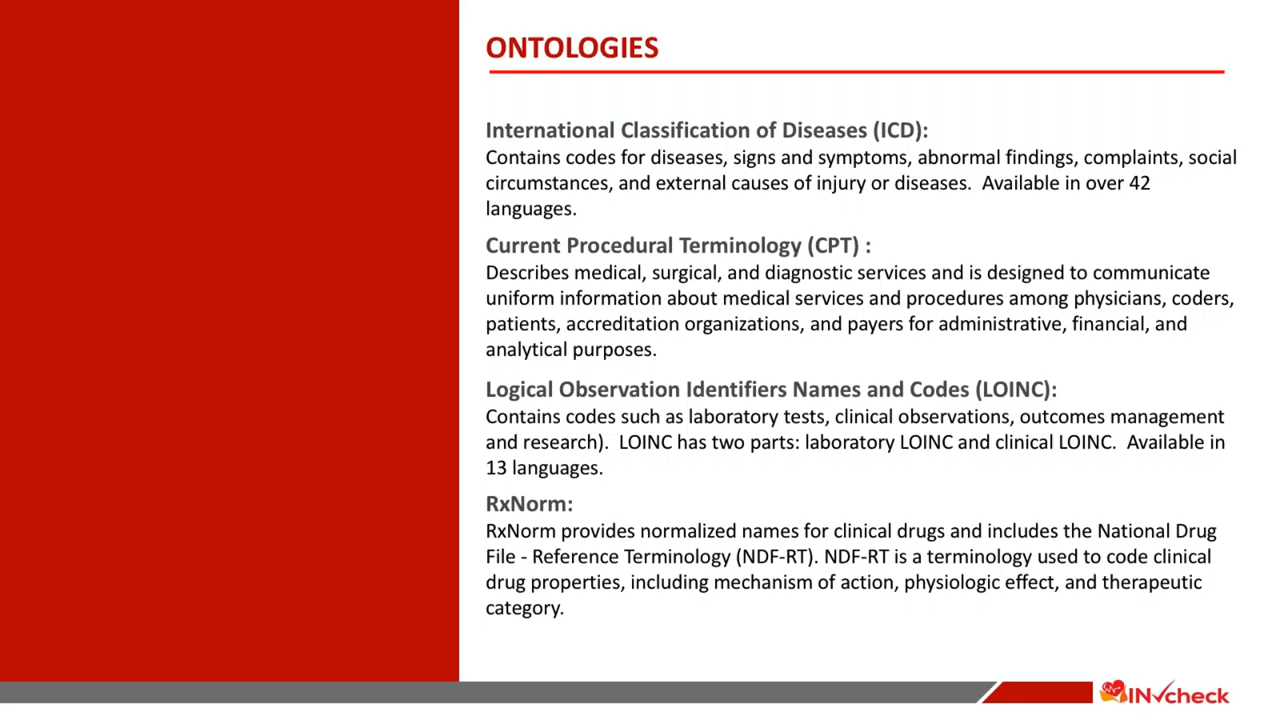 ONTOLOGIES
International Classification of Diseases (ICD):
Contains codes for diseases, signs and symptoms, abnormal findings, complaints, social
circumstances, and external causes of injury or diseases.  Available in over 42
languages.
Current Procedural Terminology (CPT) :
Describes medical, surgical, and diagnostic services and is designed to communicate
uniform information about medical services and procedures among physicians, coders,
patients, accreditation organizations, and payers for administrative, financial, and
analytical purposes.
Logical Observation Identifiers Names and Codes (LOINC):
Contains codes such as laboratory tests, clinical observations, outcomes management
and research).  LOINC has two parts: laboratory LOINC and clinical LOINC.  Available in
13 languages.
RxNorm:
RxNorm provides normalized names for clinical drugs and includes the National Drug
File - Reference Terminology (NDF-RT). NDF-RT is a terminology used to code clinical
drug properties, including mechanism of action, physiologic effect, and therapeutic
category.
INcheck